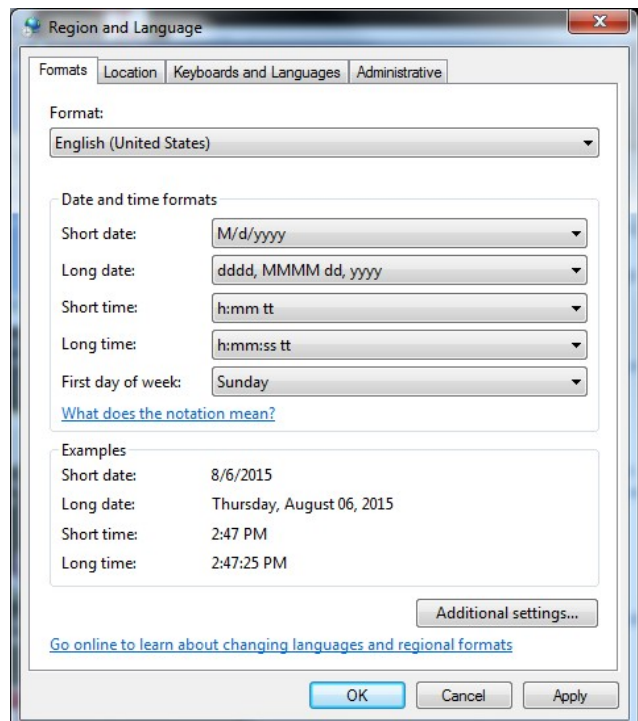 Region and Language
Formats Location Keyboards and Languages Administrative
Format:
English (United States)
Date and time formats
Short date: M/d/yyyy
Long date: dddd, MMMM dd, yyyy
Short time: h:mm tt
Long time: h:mm:ss tt
First day of week: Sunday
What does the notation mean?
Examples
Short date: 8/6/2015
Long date: Thursday, August 06, 2015
Short time: 2:47 PM
Long time: 2:47:25 PM
Additional settings...
Go online to learn about changing languages and regional formats
OK Cancel Apply